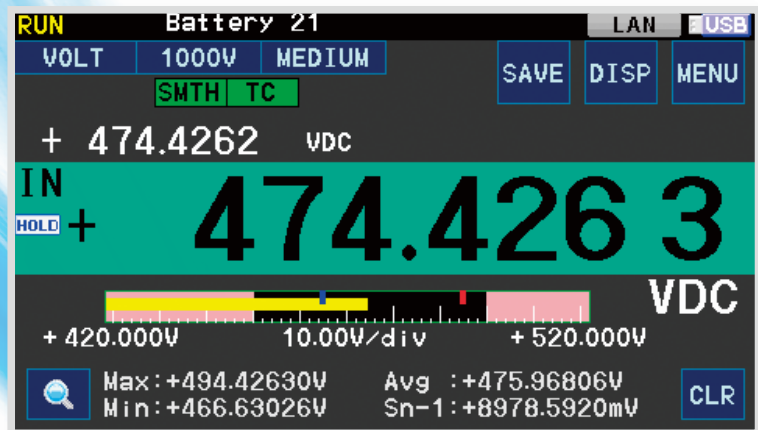 RUN Battery 21 LAN USB
VOLT 1000V MEDIUM SAVE DISP MENU
SMTH TC
+ 474.4262 VDC
IN
HOLD + 474.426 3
VDC
+ 420.000V 10.00V/div + 520.000V
Max:+494.42630V Avg :+475.96806V
Min:+466.63026V Sn-1:+8978.5920mV CLR